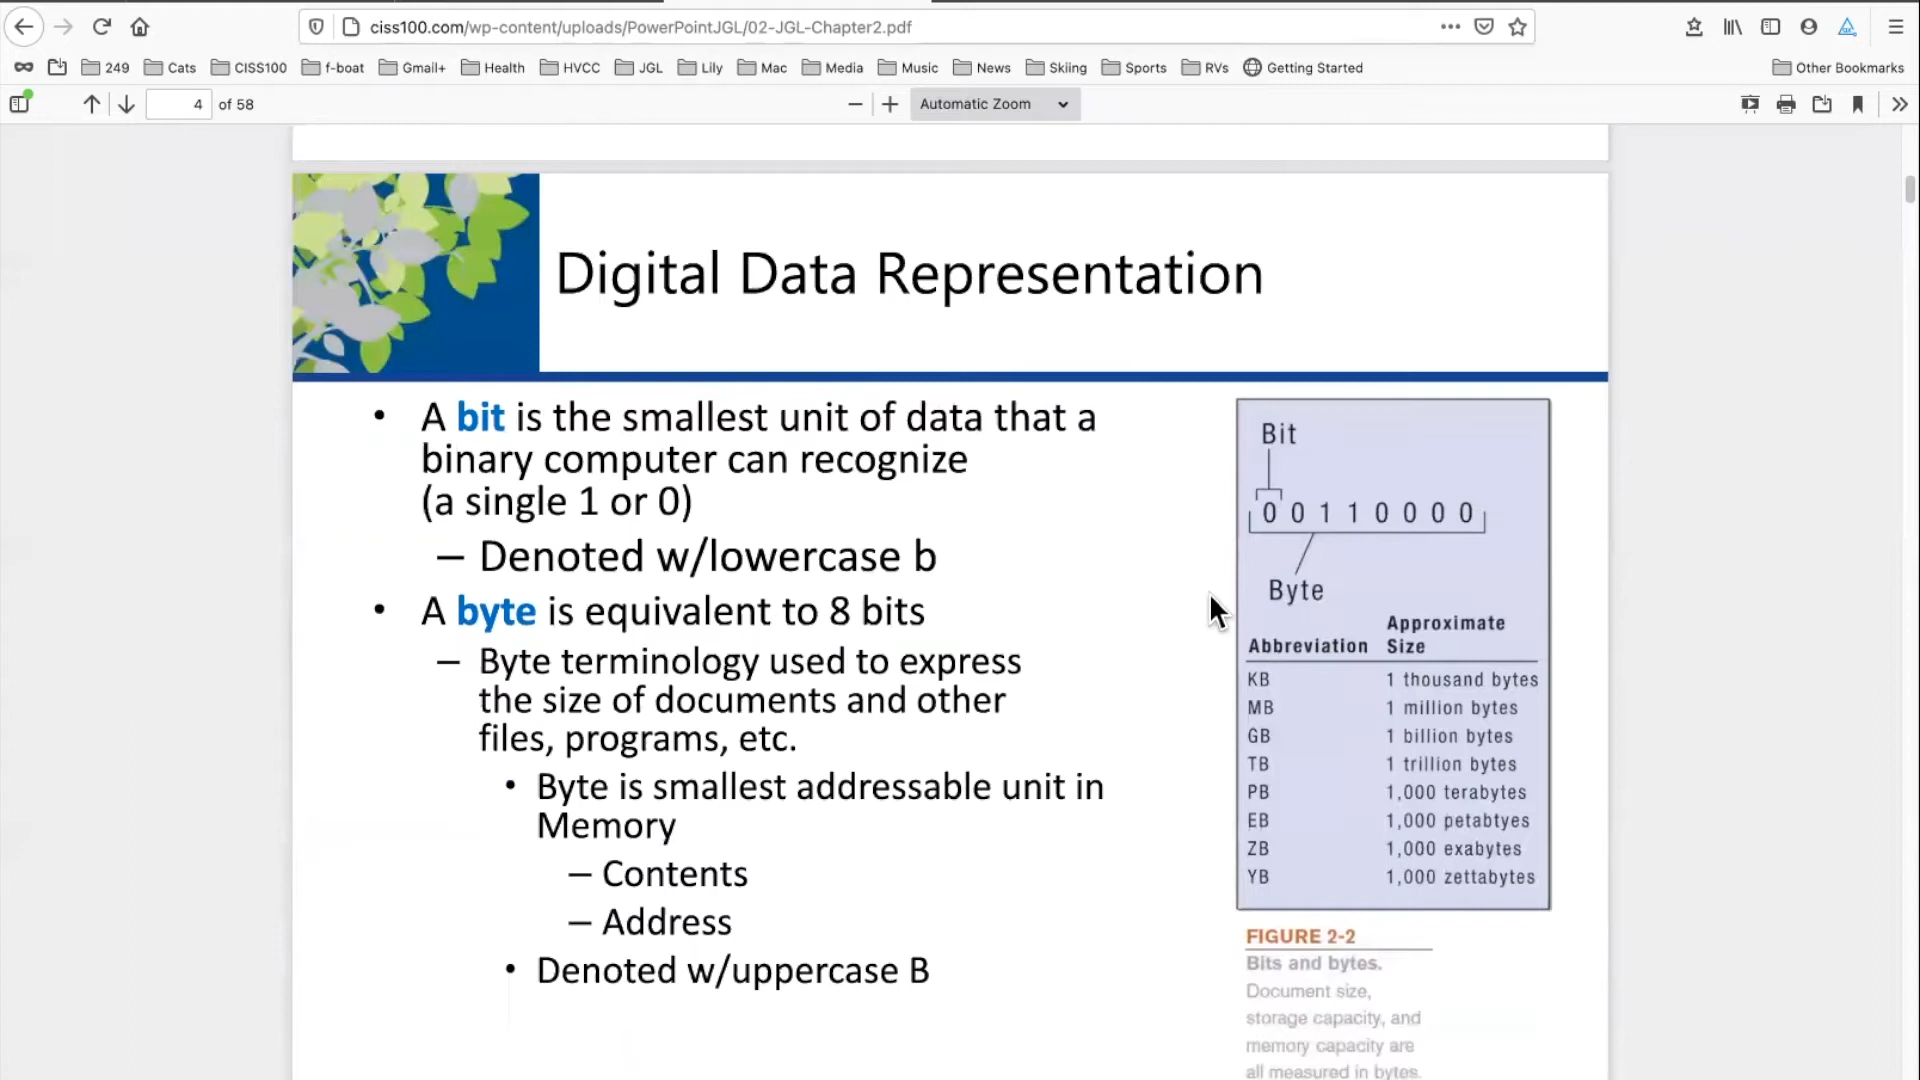 ciss100.com/wp-content/uploads/PowerPointJGL/02-JGL-Chapter2.pdf
249 Cats CISS100 f-boat Gmail+ Health HVCC JGL Lily Mac Media Music News Skiing Sports RVs Getting Started Other Bookmarks
4 of 58 Automatic Zoom
Digital Data Representation
• A bit is the smallest unit of data that a
binary computer can recognize
(a single 1 or 0)
– Denoted w/lowercase b
• A byte is equivalent to 8 bits
– Byte terminology used to express
the size of documents and other
files, programs, etc.
• Byte is smallest addressable unit in
Memory
– Contents
– Address
• Denoted w/uppercase B
Bit
0 0 1 1 0 0 0 0
Byte
Approximate
Abbreviation Size
KB 1 thousand bytes
MB 1 million bytes
GB 1 billion bytes
TB 1 trillion bytes
PB 1,000 terabytes
EB 1,000 petabtyes
ZB 1,000 exabytes
YB 1,000 zettabytes
FIGURE 2-2
Bits and bytes.
Document size,
storage capacity, and
memory capacity are
all measured in bytes.